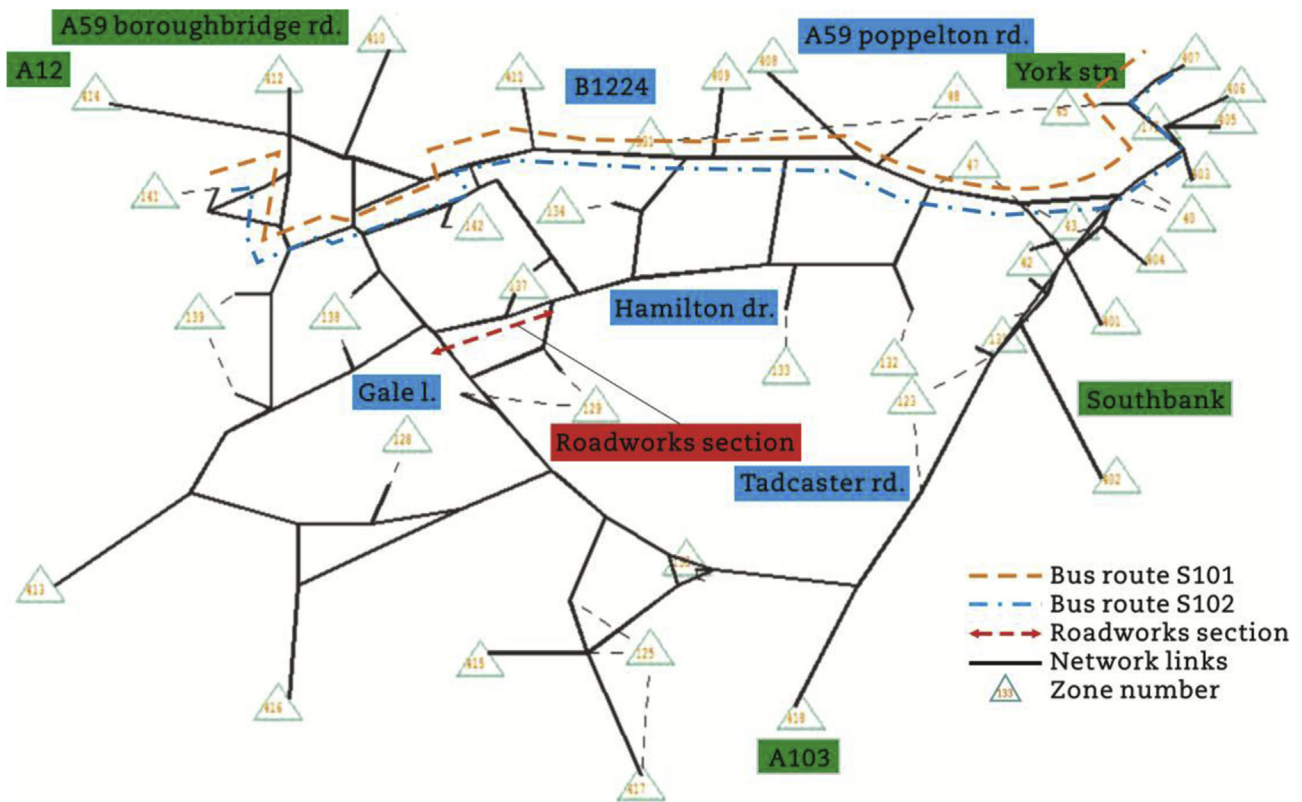 A59 boroughbridge rd.
410
A59 poppelton rd.
A12
412
411
B1224
409
408
York stn
407
414
48
45
406
405
47
403
141
142
134
40
43
42
404
139
138
137
Hamilton dr.
401
133
132
Gale l.
129
123
Southbank
128
Roadworks section
Tadcaster rd.
402
413
Bus route S101
Bus route S102
Roadworks section
415
125
Network links
416
133
Zone number
418
A103
417